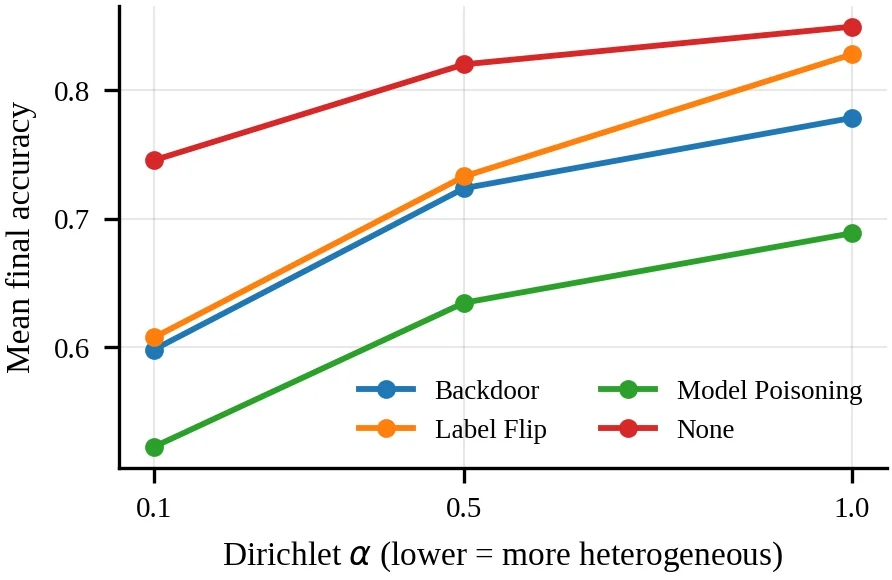 Mean final accuracy
0.8
0.7
0.6
Backdoor
Label Flip
Model Poisoning
None
0.1
0.5
1.0
Dirichlet α (lower = more heterogeneous)